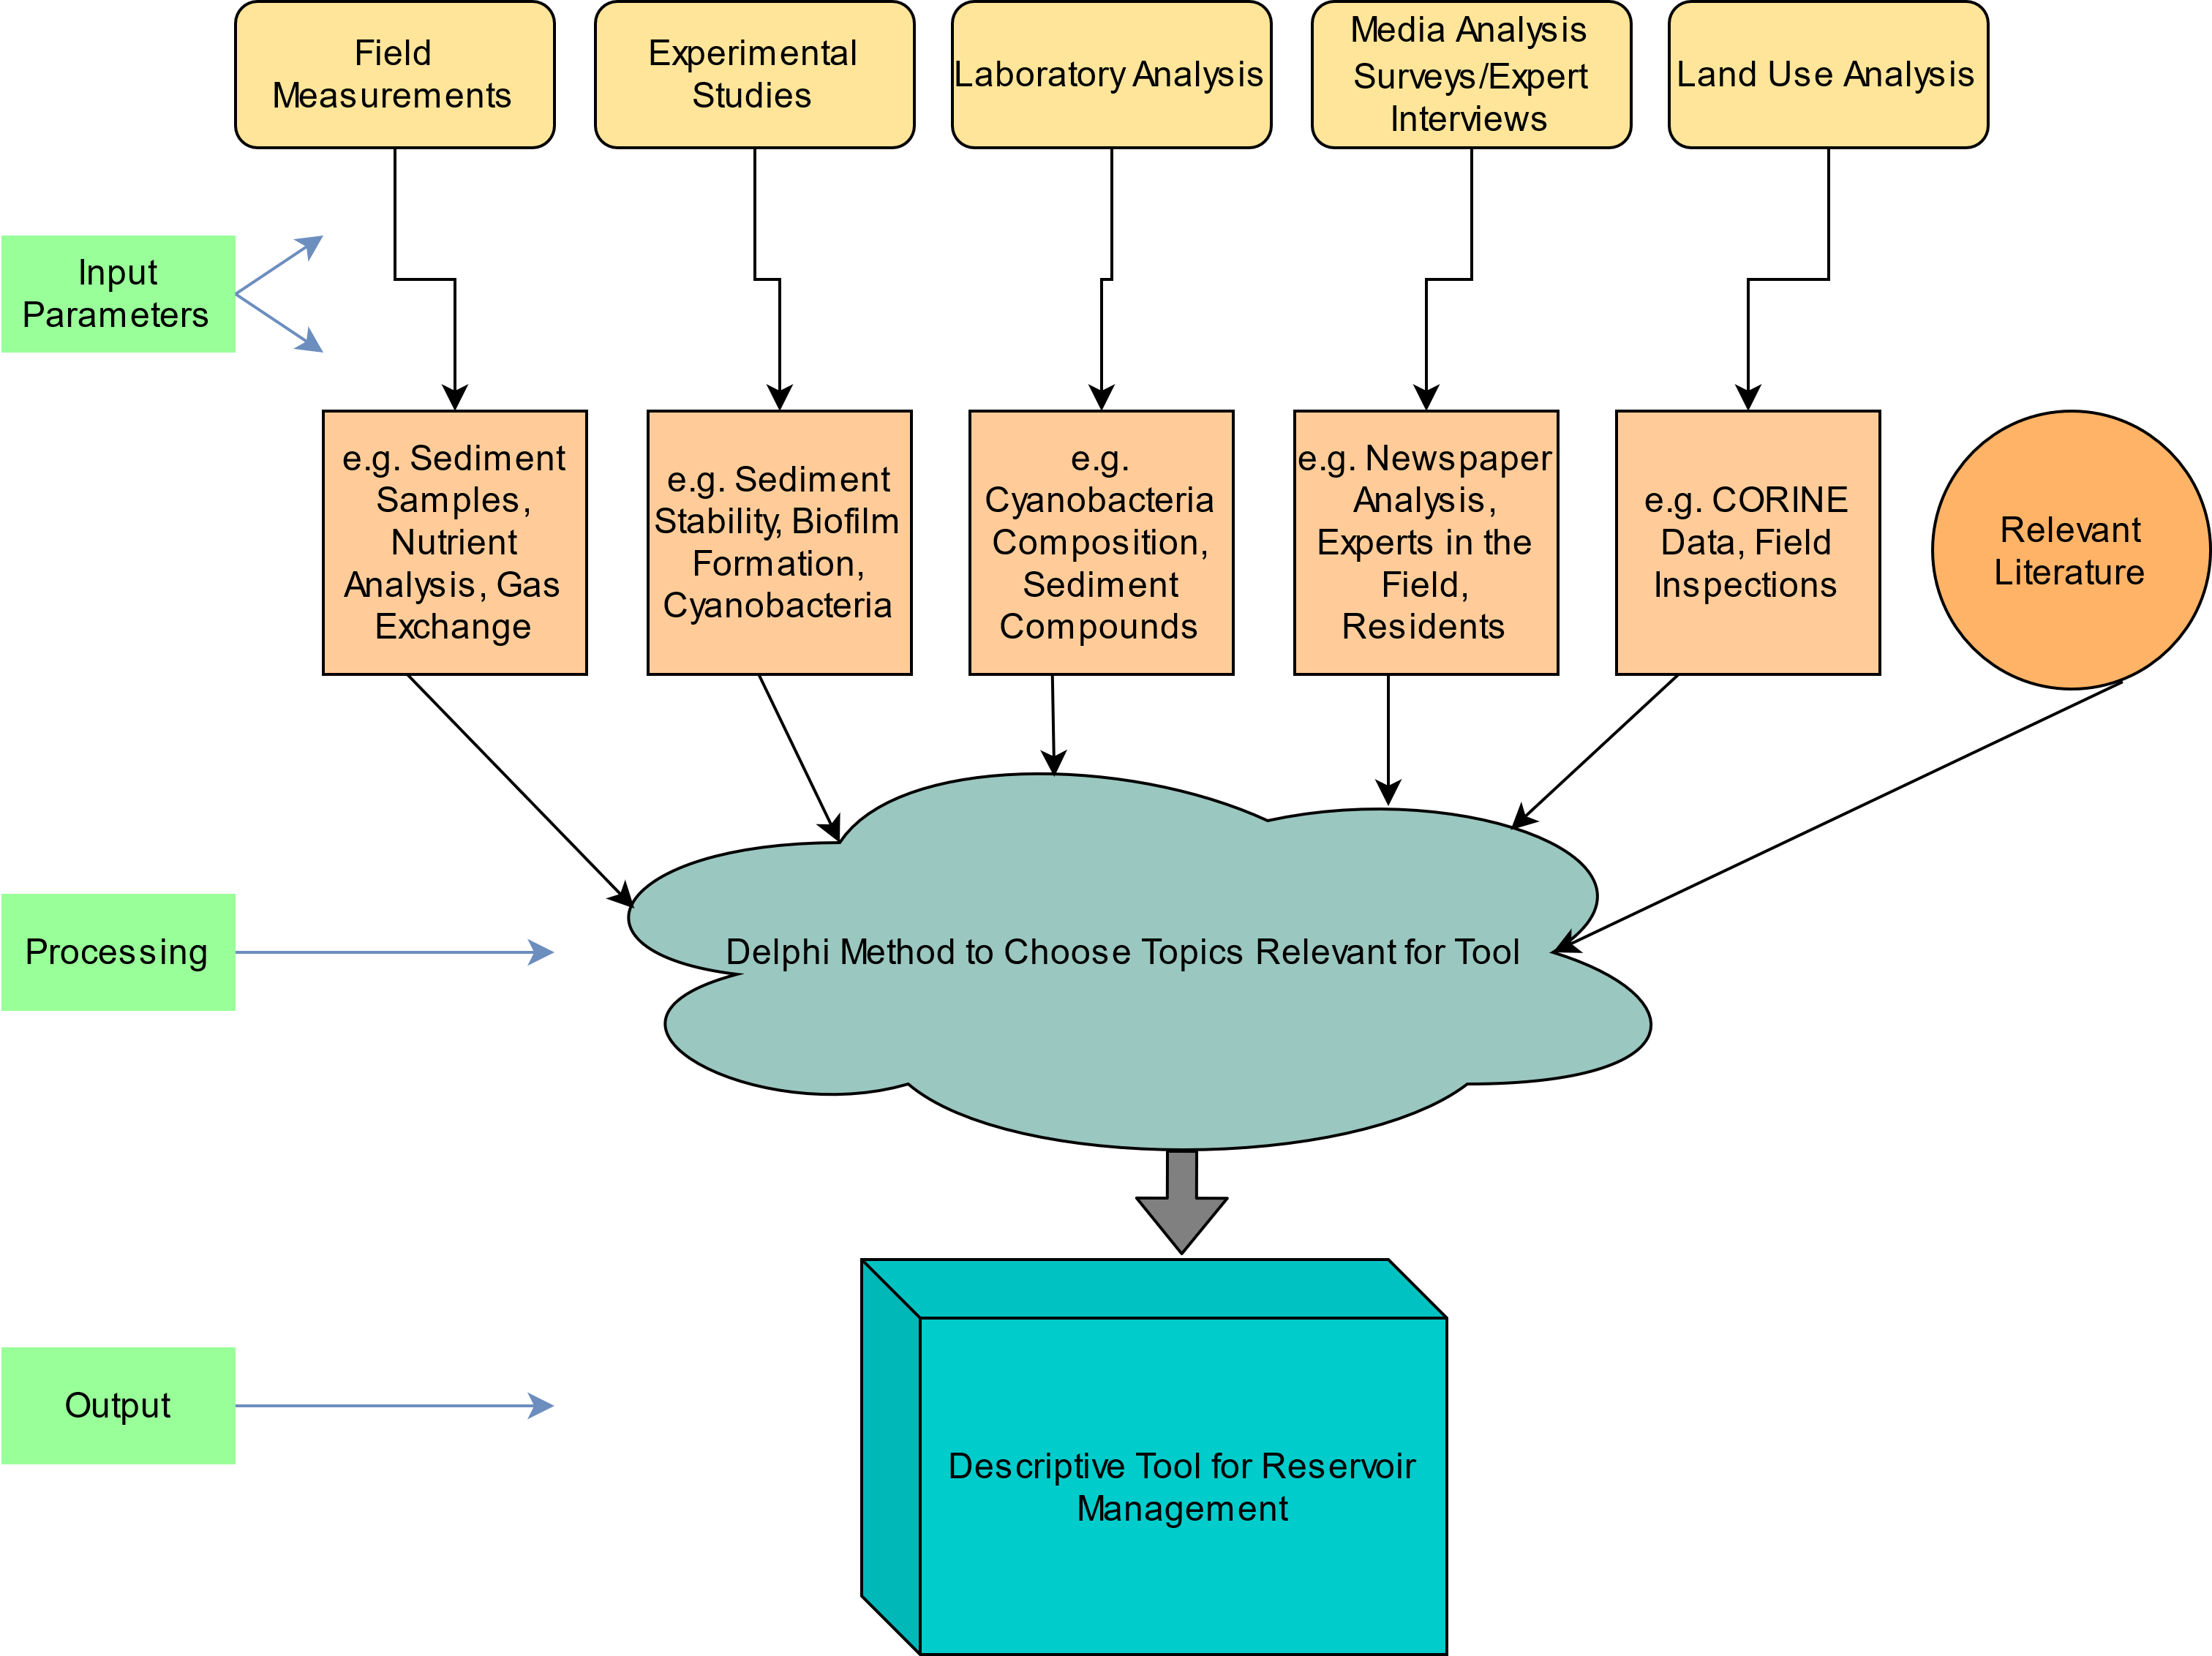 Field
Measurements
Experimental
Studies
Laboratory Analysis
Media Analysis
Surveys/Expert
Interviews
Land Use Analysis
Input
Parameters
e.g. Sediment
Samples,
Nutrient
Analysis, Gas
Exchange
e.g. Sediment
Stability, Biofilm
Formation,
Cyanobacteria
e.g.
Cyanobacteria
Composition,
Sediment
Compounds
e.g. Newspaper
Analysis,
Experts in the
Field,
Residents
e.g. CORINE
Data, Field
Inspections
Relevant
Literature
Processing
Delphi Method to Choose Topics Relevant for Tool
Output
Descriptive Tool for Reservoir
Management